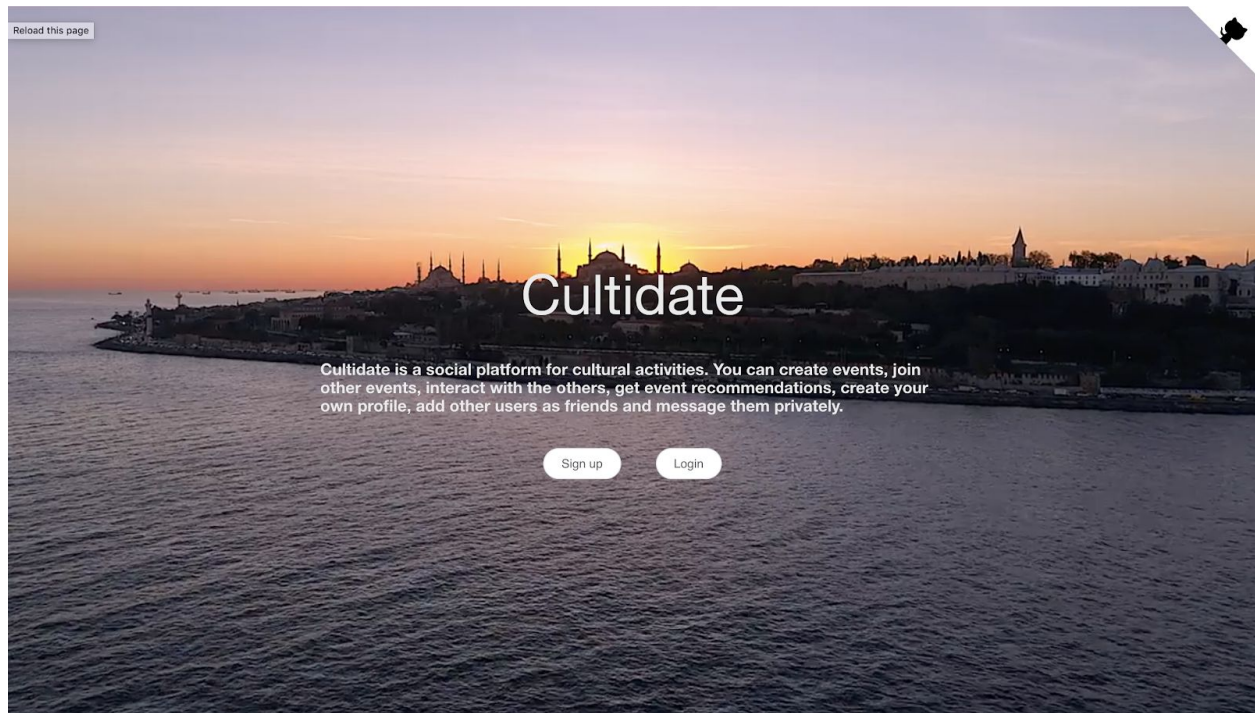 Reload this page
Cultidate
Cultidate is a social platform for cultural activities. You can create events, join
other events, interact with the others, get event recommendations, create your
own profile, add other users as friends and message them privately.
Sign up
Login